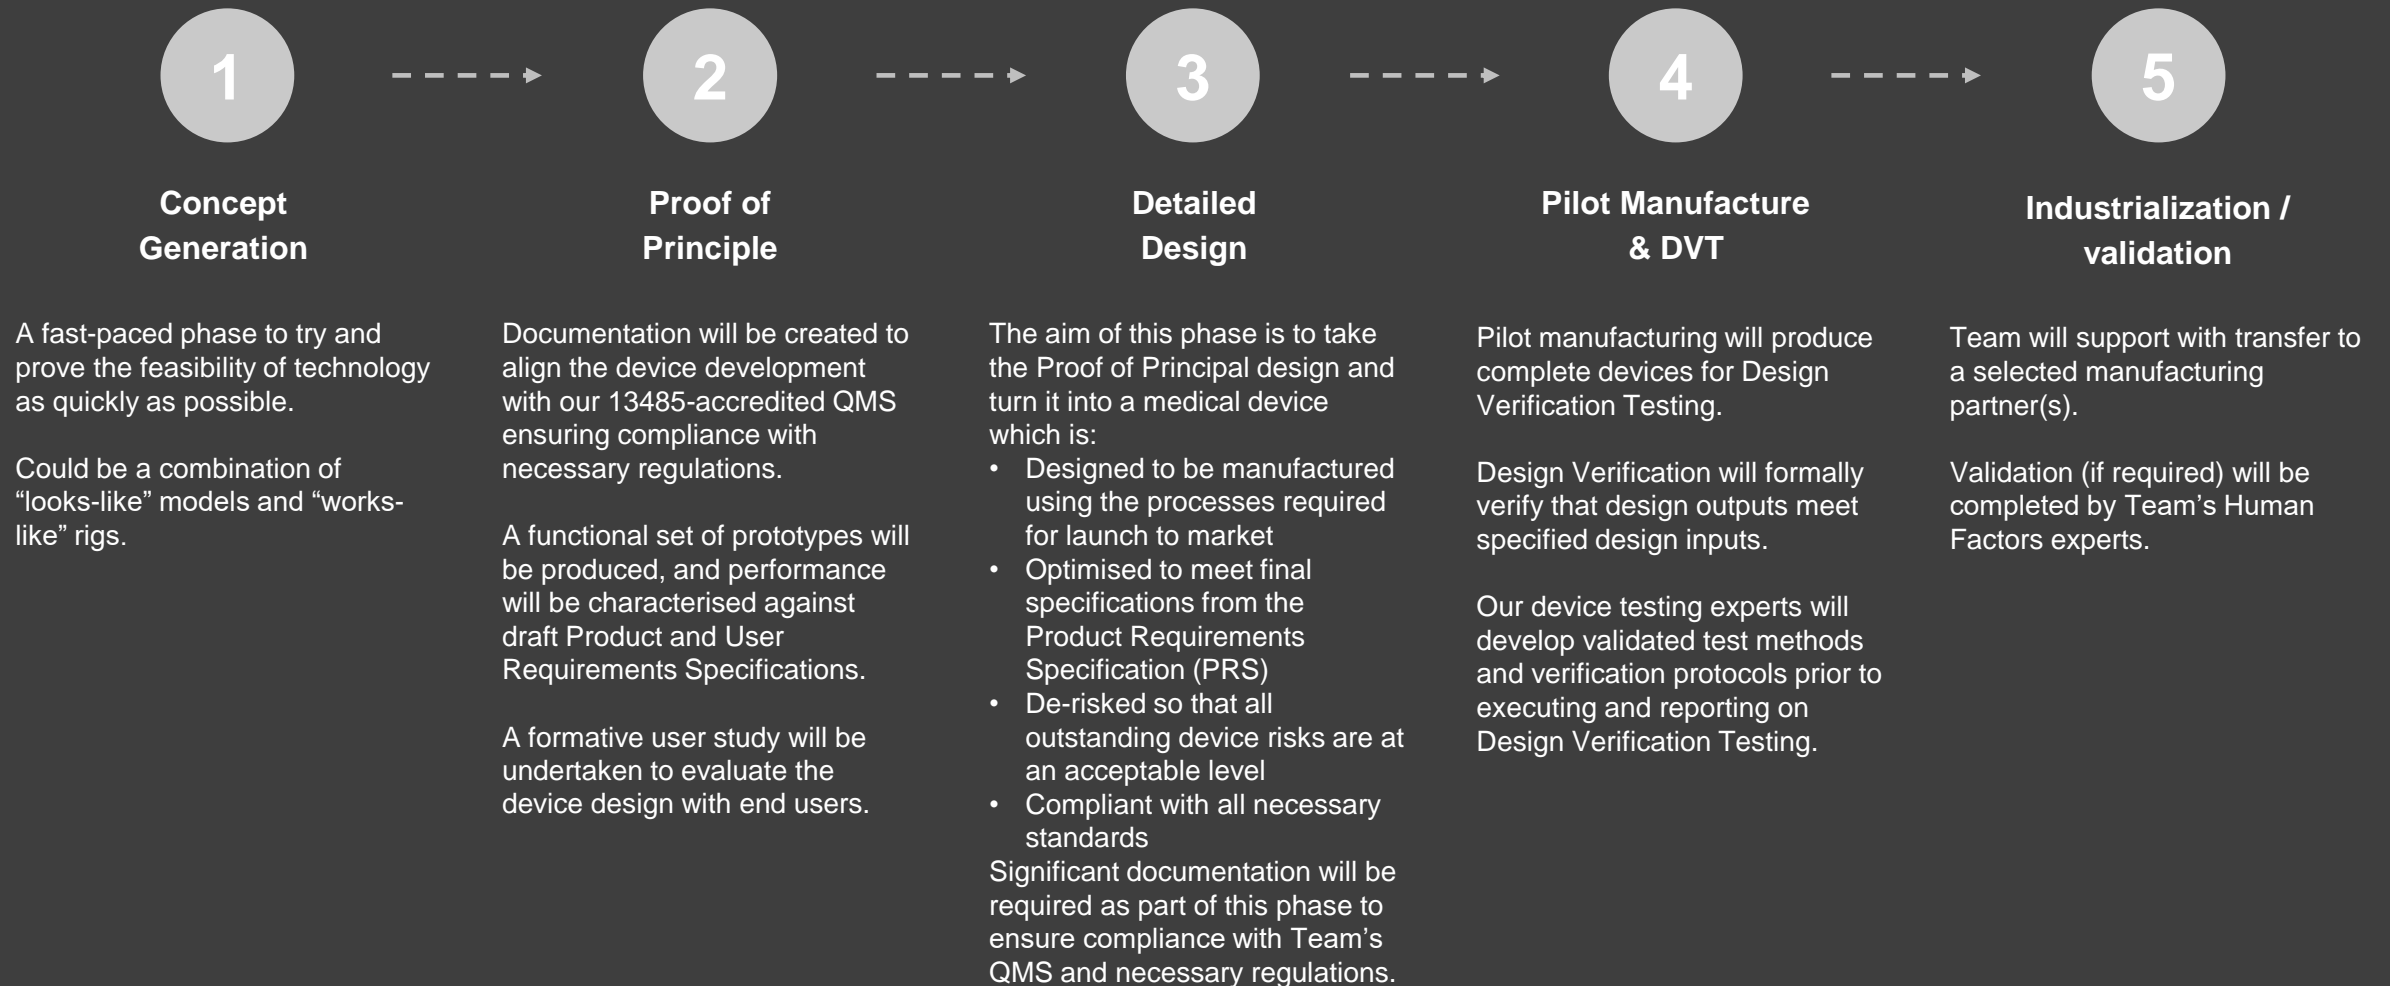 1
2
3
4
5
Concept
Generation
Proof of
Principle
Detailed
Design
Pilot Manufacture
& DVT
Industrialization /
validation
A fast-paced phase to try and
prove the feasibility of technology
as quickly as possible.
Could be a combination of
“looks-like” models and “works-
like” rigs.
Documentation will be created to
align the device development
with our 13485-accredited QMS
ensuring compliance with
necessary regulations.
A functional set of prototypes will
be produced, and performance
will be characterised against
draft Product and User
Requirements Specifications.
A formative user study will be
undertaken to evaluate the
device design with end users.
The aim of this phase is to take
the Proof of Principal design and
turn it into a medical device
which is:
• Designed to be manufactured
using the processes required
for launch to market
• Optimised to meet final
specifications from the
Product Requirements
Specification (PRS)
• De-risked so that all
outstanding device risks are at
an acceptable level
• Compliant with all necessary
standards
Significant documentation will be
required as part of this phase to
ensure compliance with Team’s
QMS and necessary regulations.
Pilot manufacturing will produce
complete devices for Design
Verification Testing.
Design Verification will formally
verify that design outputs meet
specified design inputs.
Our device testing experts will
develop validated test methods
and verification protocols prior to
executing and reporting on
Design Verification Testing.
Team will support with transfer to
a selected manufacturing
partner(s).
Validation (if required) will be
completed by Team’s Human
Factors experts.